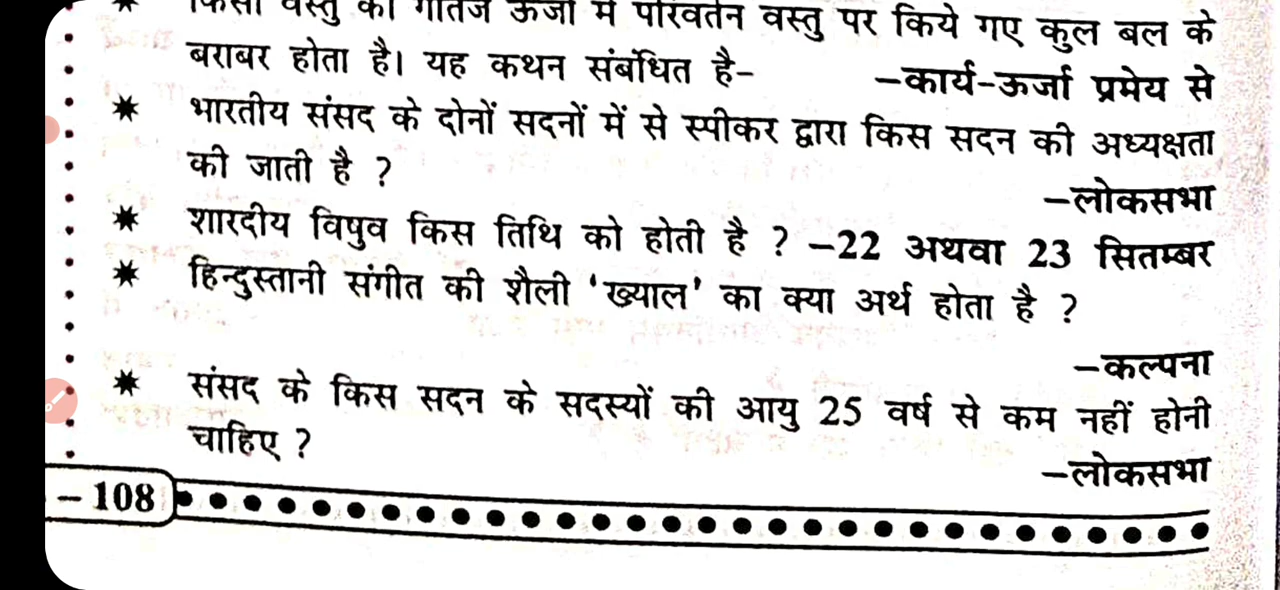 * किसी वस्तु की गतिज ऊर्जा में परिवर्तन वस्तु पर किये गए कुल बल के
बराबर होता है। यह कथन संबंधित है- -कार्य-ऊर्जा प्रमेय से
* भारतीय संसद के दोनों सदनों में से स्पीकर द्वारा किस सदन की अध्यक्षता
की जाती है ?
-लोकसभा
* शारदीय विषुव किस तिथि को होती है ? -22 अथवा 23 सितम्बर
* हिन्दुस्तानी संगीत की शैली 'ख्याल' का क्या अर्थ होता है ?
-कल्पना
* संसद के किस सदन के सदस्यों की आयु 25 वर्ष से कम नहीं होनी
चाहिए ?
-लोकसभा
- 108